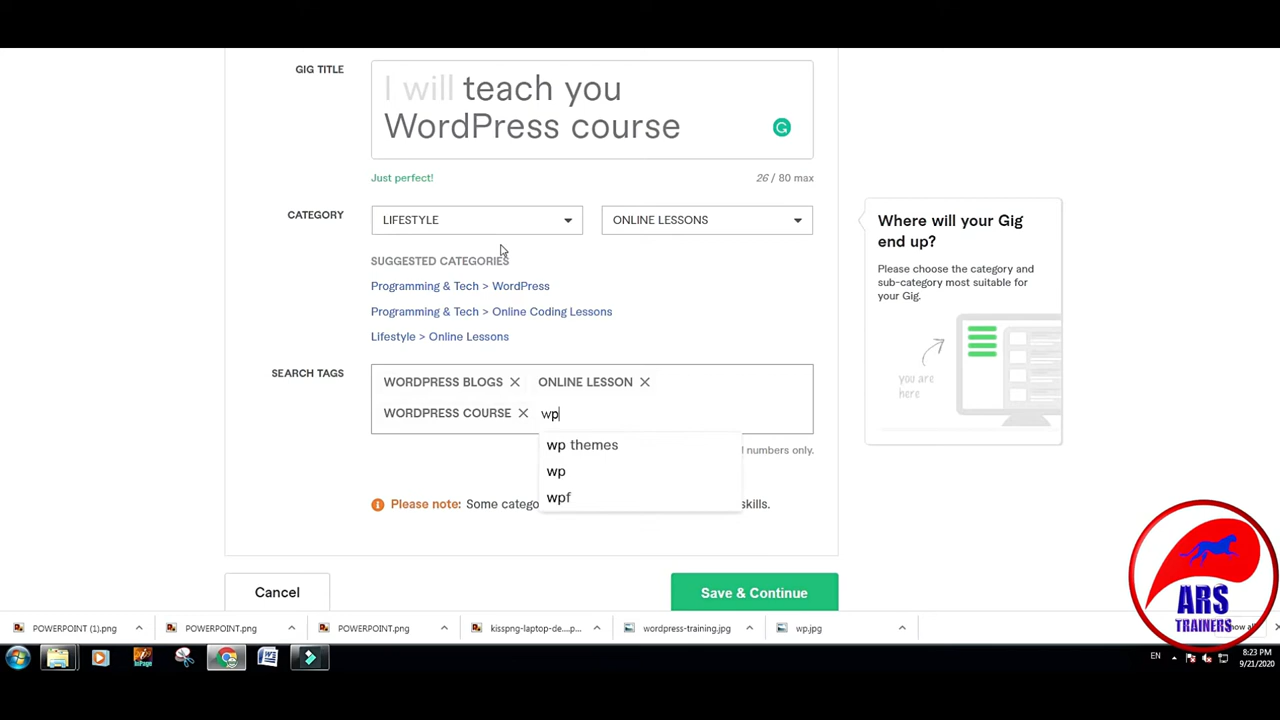 GIG TITLE
I will teach you
WordPress course
Just perfect!
26 / 80 max
CATEGORY
LIFESTYLE
ONLINE LESSONS
SUGGESTED CATEGORIES
Programming & Tech > WordPress
Programming & Tech > Online Coding Lessons
Lifestyle > Online Lessons
SEARCH TAGS
WORDPRESS BLOGS
ONLINE LESSON
WORDPRESS COURSE
wp
wp themes
wp
wpf
numbers only.
Please note: Some catego
skills.
Cancel
Save & Continue
Where will your Gig
end up?
Please choose the category and
sub-category most suitable for
your Gig.
you are
here
ARS
TRAINERS
POWERPOINT (1).png
POWERPOINT.png
POWERPOINT.png
kisspng-laptop-de....p...
wordpress-training.jpg
wp.jpg
EN
8:23 PM
9/21/2020